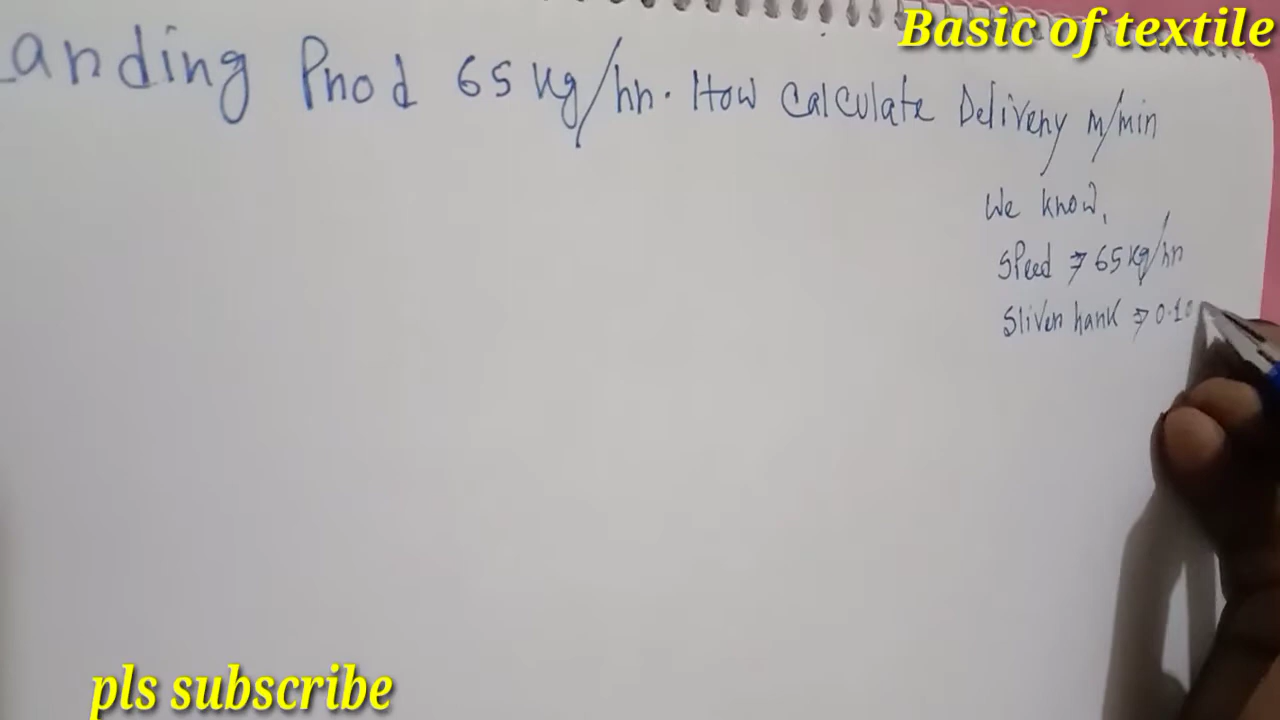 Basic of textile
anding Prod 65 kg/hr. How calculate Delivery m/min
We know,
Speed ⇒ 65 kg/hr
Sliver hank ⇒ 0.10
pls subscribe